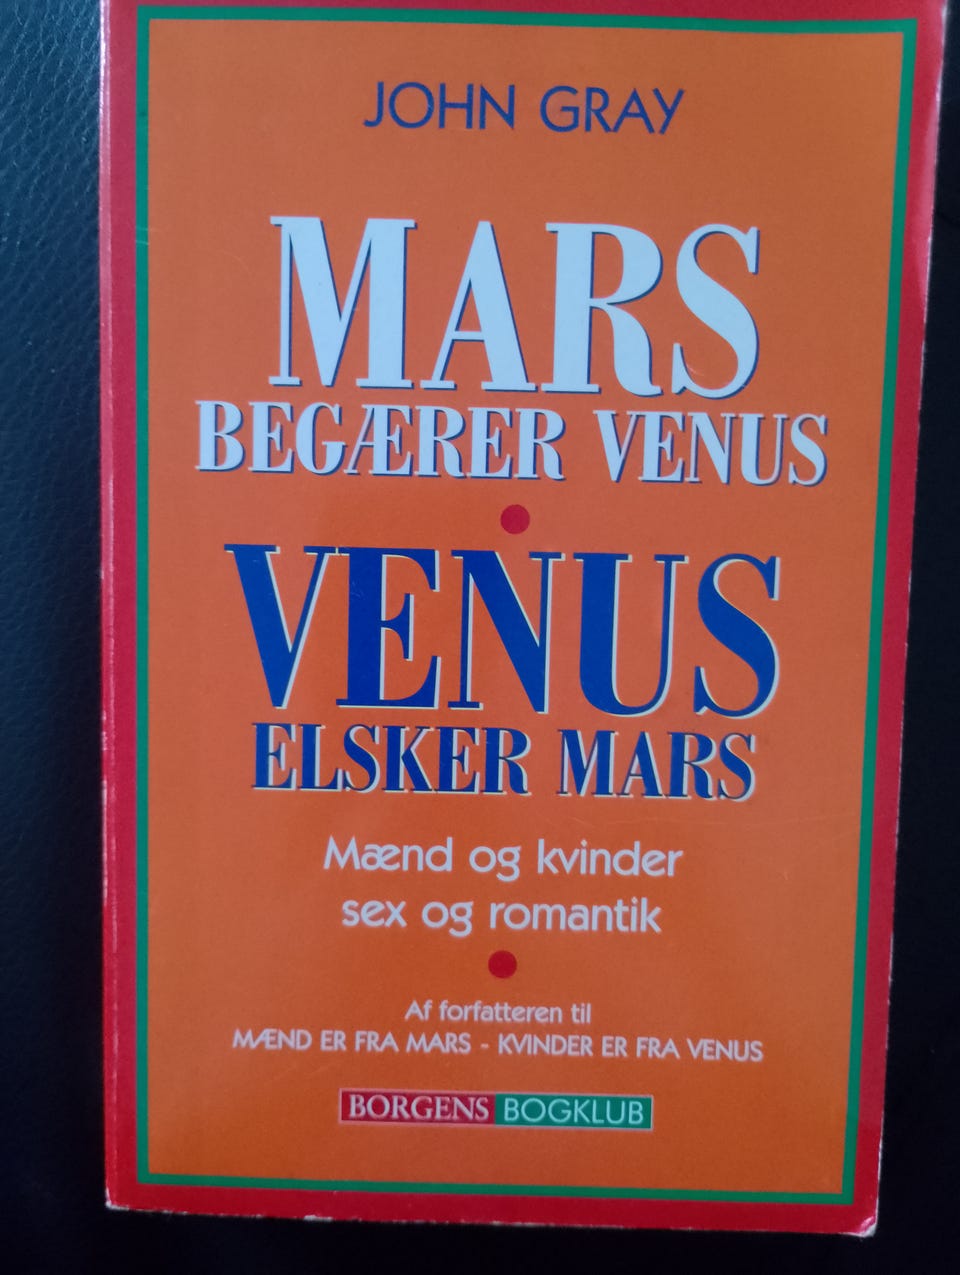 JOHN GRAY
MARS
BEGÆRER VENUS
VENUS
ELSKER MARS
Mænd og kvinder
sex og romantik
Af forfatteren til
MÆND ER FRA MARS - KVINDER ER FRA VENUS
BORGENS BOGKLUB